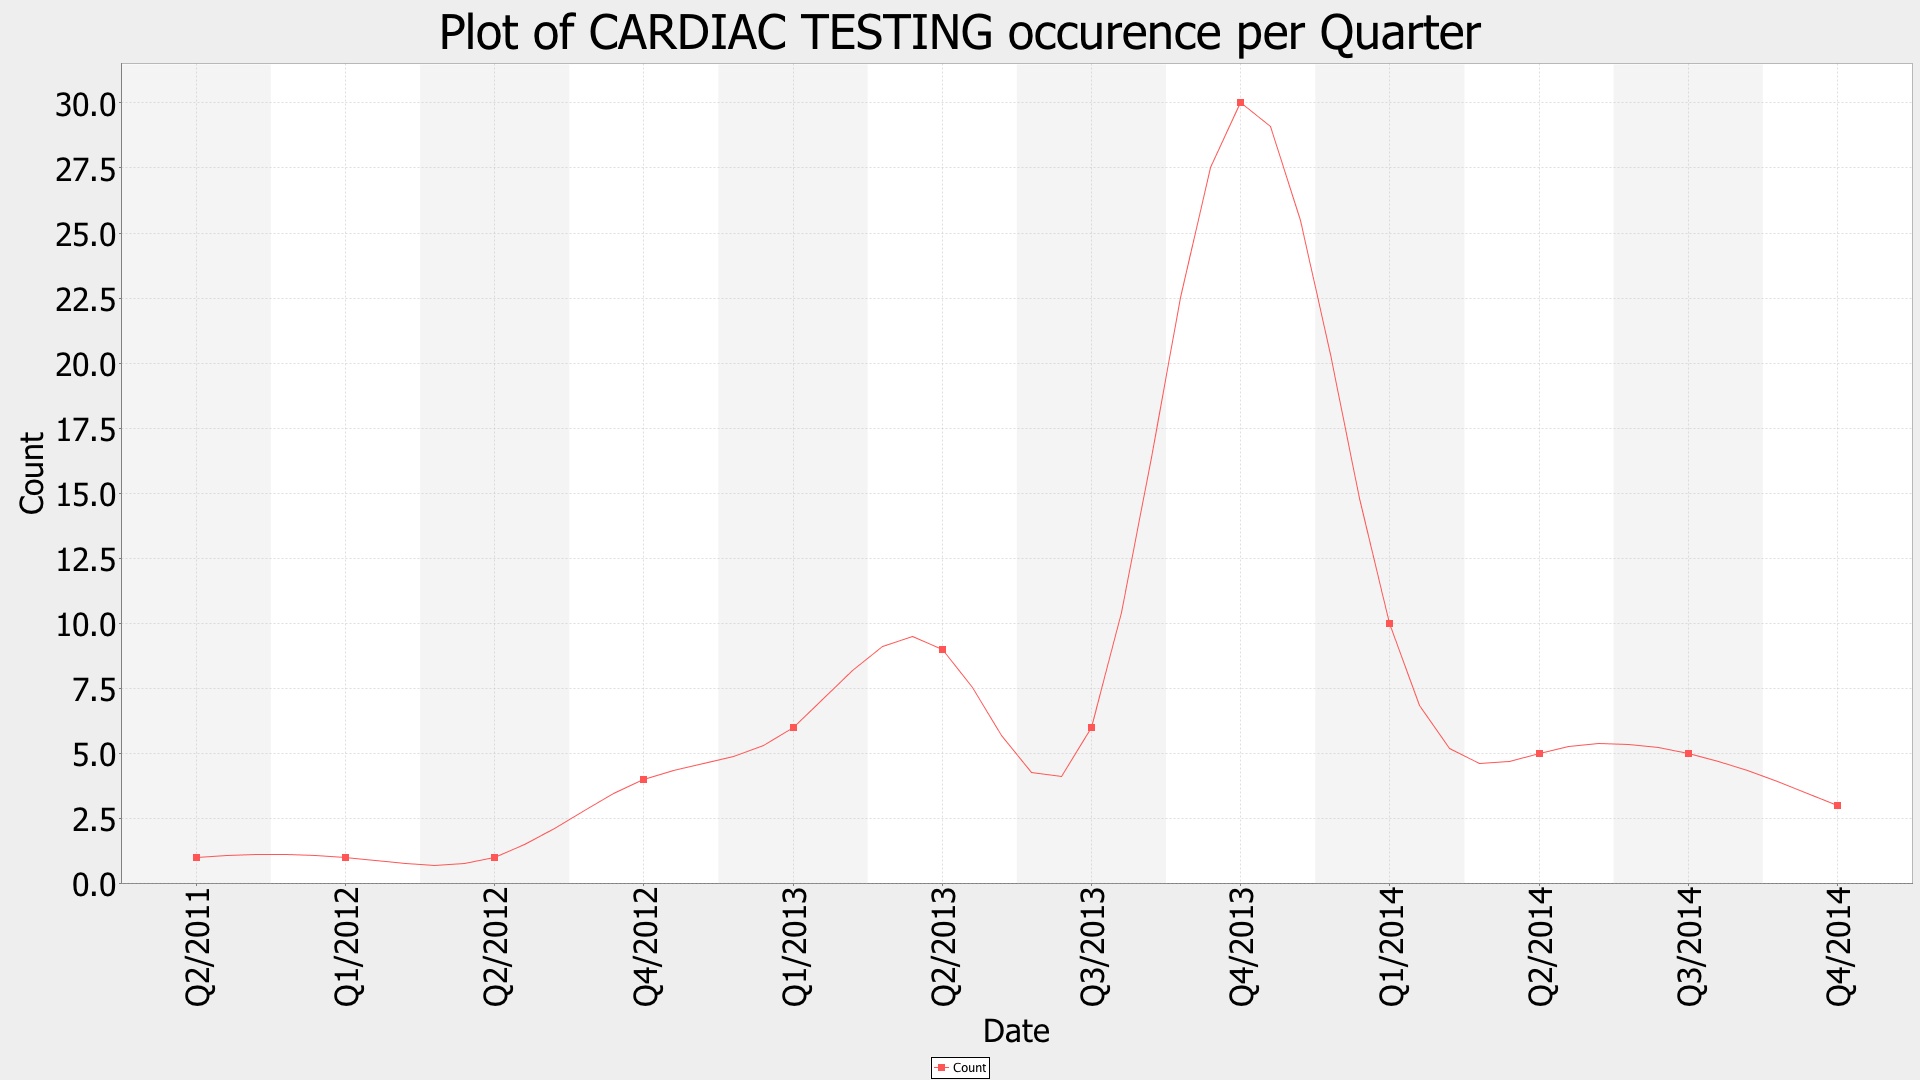 Plot of CARDIAC TESTING occurence per Quarter
30.0
27.5
25.0
22.5
20.0
17.5
15.0
12.5
10.0
7.5
5.0
2.5
0.0
Count
Q2/2011
Q1/2012
Q2/2012
Q4/2012
Q1/2013
Q2/2013
Q3/2013
Q4/2013
Q1/2014
Q2/2014
Q3/2014
Q4/2014
Date
Count